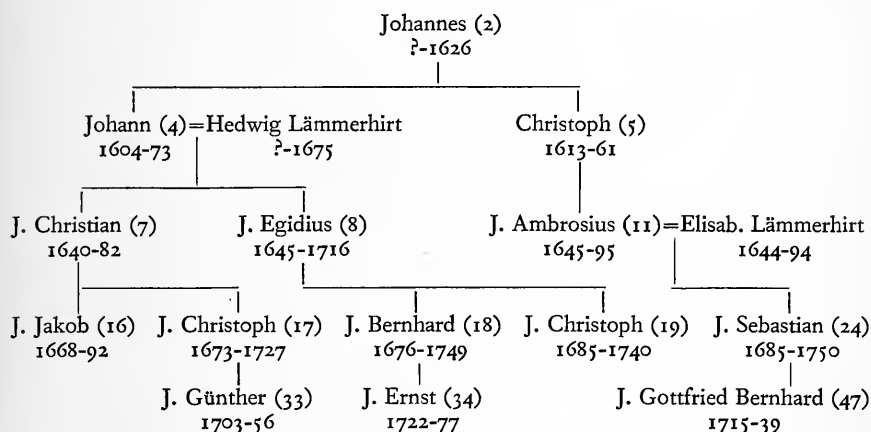 Johannes (2)
?-1626
Johann (4)=Hedwig Lämmerhirt Christoph (5)
1604-73 ?-1675 1613-61
J. Christian (7) J. Egidius (8) J. Ambrosius (11)=Elisab. Lämmerhirt
1640-82 1645-1716 1645-95 1644-94
J. Jakob (16) J. Christoph (17) J. Bernhard (18) J. Christoph (19) J. Sebastian (24)
1668-92 1673-1727 1676-1749 1685-1740 1685-1750
J. Günther (33) J. Ernst (34) J. Gottfried Bernhard (47)
1703-56 1722-77 1715-39